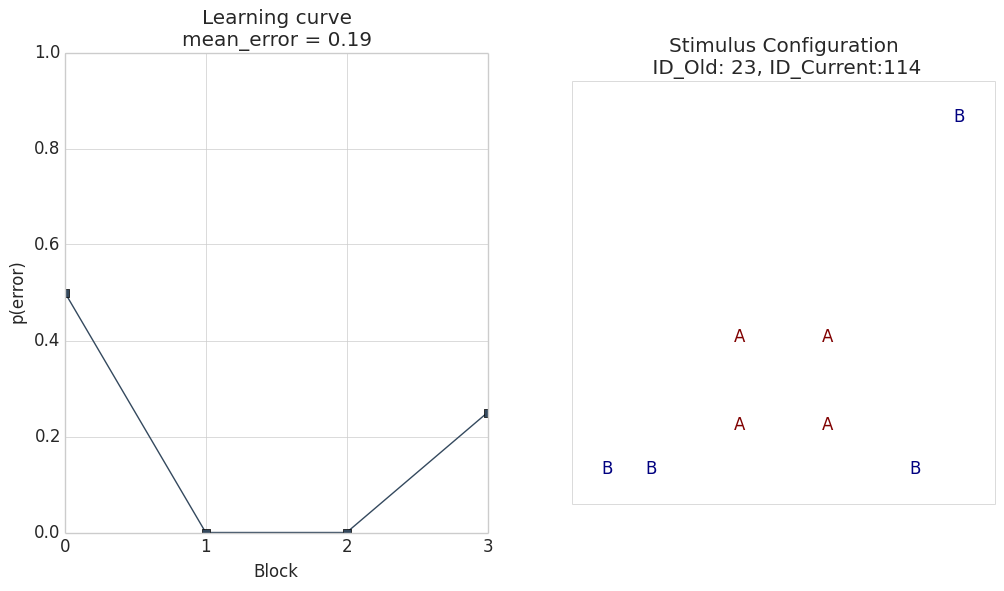 Learning curve
mean_error = 0.19
1.0
0.8
0.6
0.4
0.2
0.0
p(error)
0 1 2 3
Block
Stimulus Configuration
ID_Old: 23, ID_Current:114
B
A A
A A
B B B